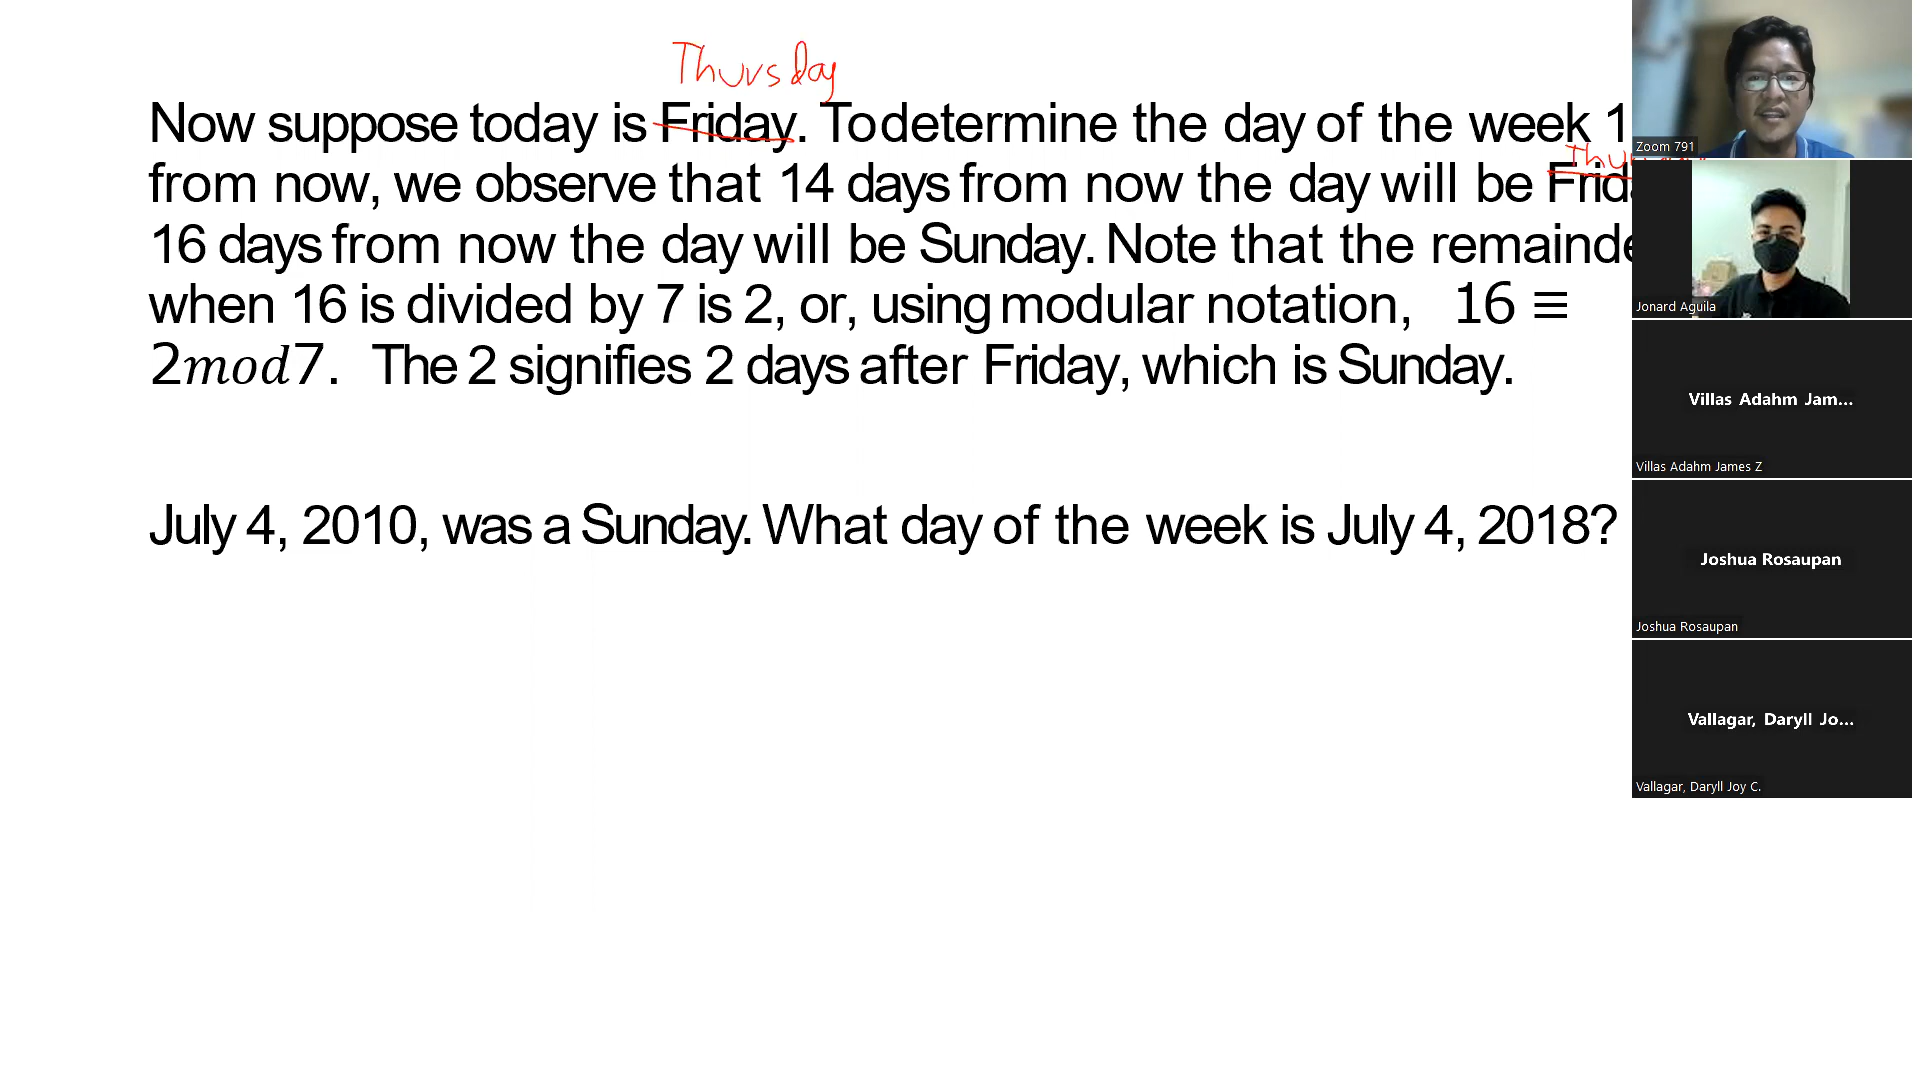 Thursday
Now suppose today is Friday. To determine the day of the week 1
from now, we observe that 14 days from now the day will be
16 days from now the day will be Sunday. Note that the
when 16 is divided by 7 is 2, or, using modular notation, 16 ≡
2mod7. The 2 signifies 2 days after Friday, which is Sunday.
July 4, 2010, was a Sunday. What day of the week is July 4, 2018?
Zoom 791
Jonard Aguila
Villas Adahm Jam...
Villas Adahm James Z
Joshua Rosaupan
Joshua Rosaupan
Vallagar, Daryll Jo...
Vallagar, Daryll Joy C.